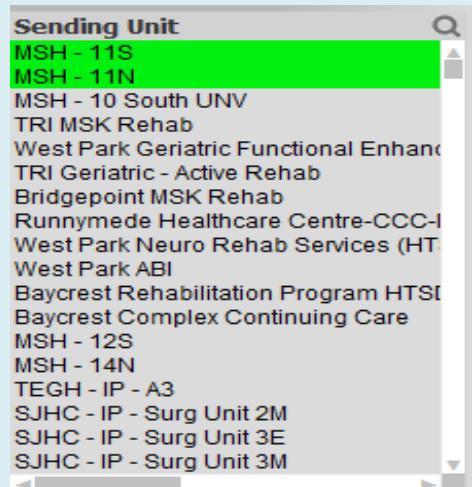 Sending Unit
MSH - 11S
MSH - 11N
MSH - 10 South UNV
TRI MSK Rehab
West Park Geriatric Functional Enhanc
TRI Geriatric - Active Rehab
Bridgepoint MSK Rehab
Runnymede Healthcare Centre-CCC-
West Park Neuro Rehab Services (HT
West Park ABI
Baycrest Rehabilitation Program HTSD
Baycrest Complex Continuing Care
MSH - 12S
MSH - 14N
TEGH - IP - A3
SJHC - IP - Surg Unit 2M
SJHC - IP - Surg Unit 3E
SJHC - IP - Surg Unit 3M